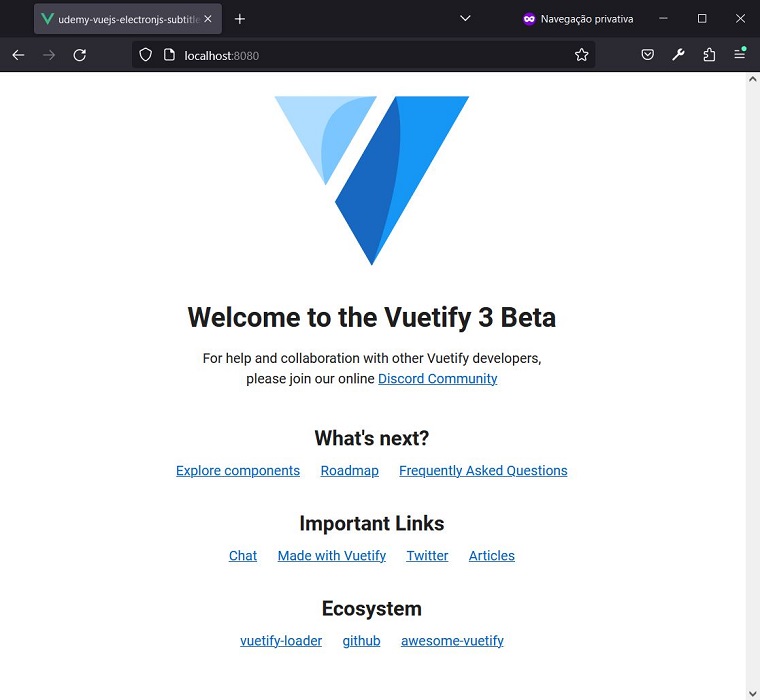 udemy-vuejs-electronjs-subtitle
Navegação privativa
localhost:8080
Welcome to the Vuetify 3 Beta
For help and collaboration with other Vuetify developers,
please join our online Discord Community
What's next?
Explore components Roadmap Frequently Asked Questions
Important Links
Chat Made with Vuetify Twitter Articles
Ecosystem
vuetify-loader github awesome-vuetify